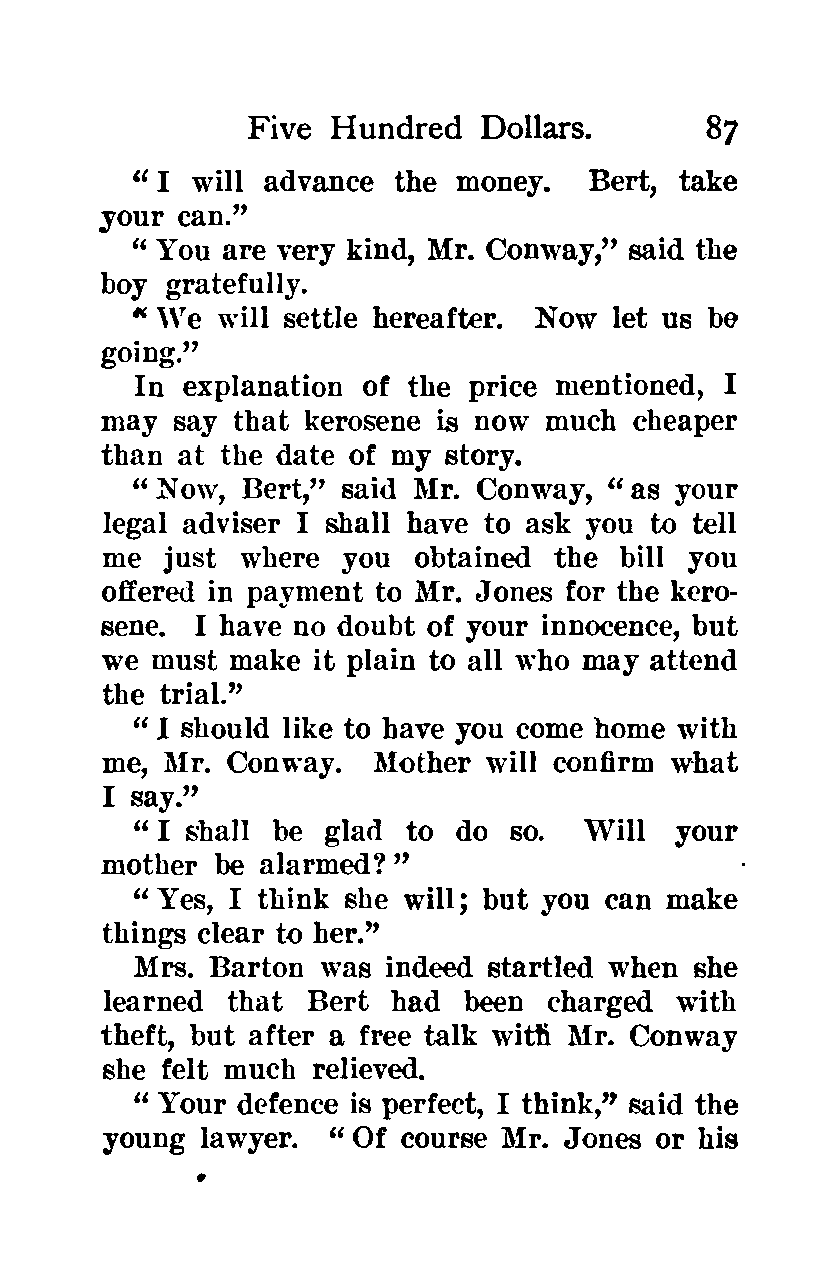 Five Hundred Dollars. 87
“I will advance the money. Bert, take
your can.”
“You are very kind, Mr. Conway,” said the
boy gratefully.
“We will settle hereafter. Now let us be
going.”
In explanation of the price mentioned, I
may say that kerosene is now much cheaper
than at the date of my story.
“Now, Bert,” said Mr. Conway, “as your
legal adviser I shall have to ask you to tell
me just where you obtained the bill you
offered in payment to Mr. Jones for the kero-
sene. I have no doubt of your innocence, but
we must make it plain to all who may attend
the trial.”
“I should like to have you come home with
me, Mr. Conway. Mother will confirm what
I say.”
“I shall be glad to do so. Will your
mother be alarmed?”
“Yes, I think she will; but you can make
things clear to her.”
Mrs. Barton was indeed startled when she
learned that Bert had been charged with
theft, but after a free talk with Mr. Conway
she felt much relieved.
“Your defence is perfect, I think,” said the
young lawyer. “Of course Mr. Jones or his